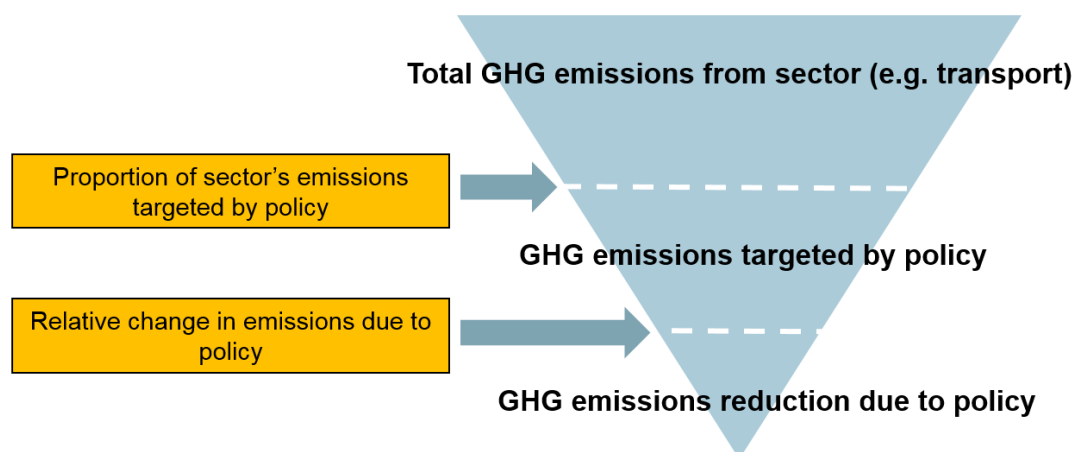 Total GHG emissions from sector (e.g. transport)
Proportion of sector's emissions
targeted by policy
GHG emissions targeted by policy
Relative change in emissions due to
policy
GHG emissions reduction due to policy